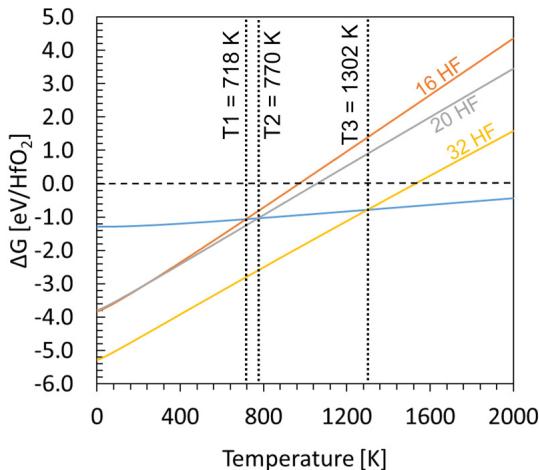 5.0
4.0
3.0
2.0
1.0
0.0
-1.0
-2.0
-3.0
-4.0
-5.0
-6.0
ΔG [eV/HfO₂]
T1 = 718 K
T2 = 770 K
T3 = 1302 K
16 HF
20 HF
32 HF
0 400 800 1200 1600 2000
Temperature [K]